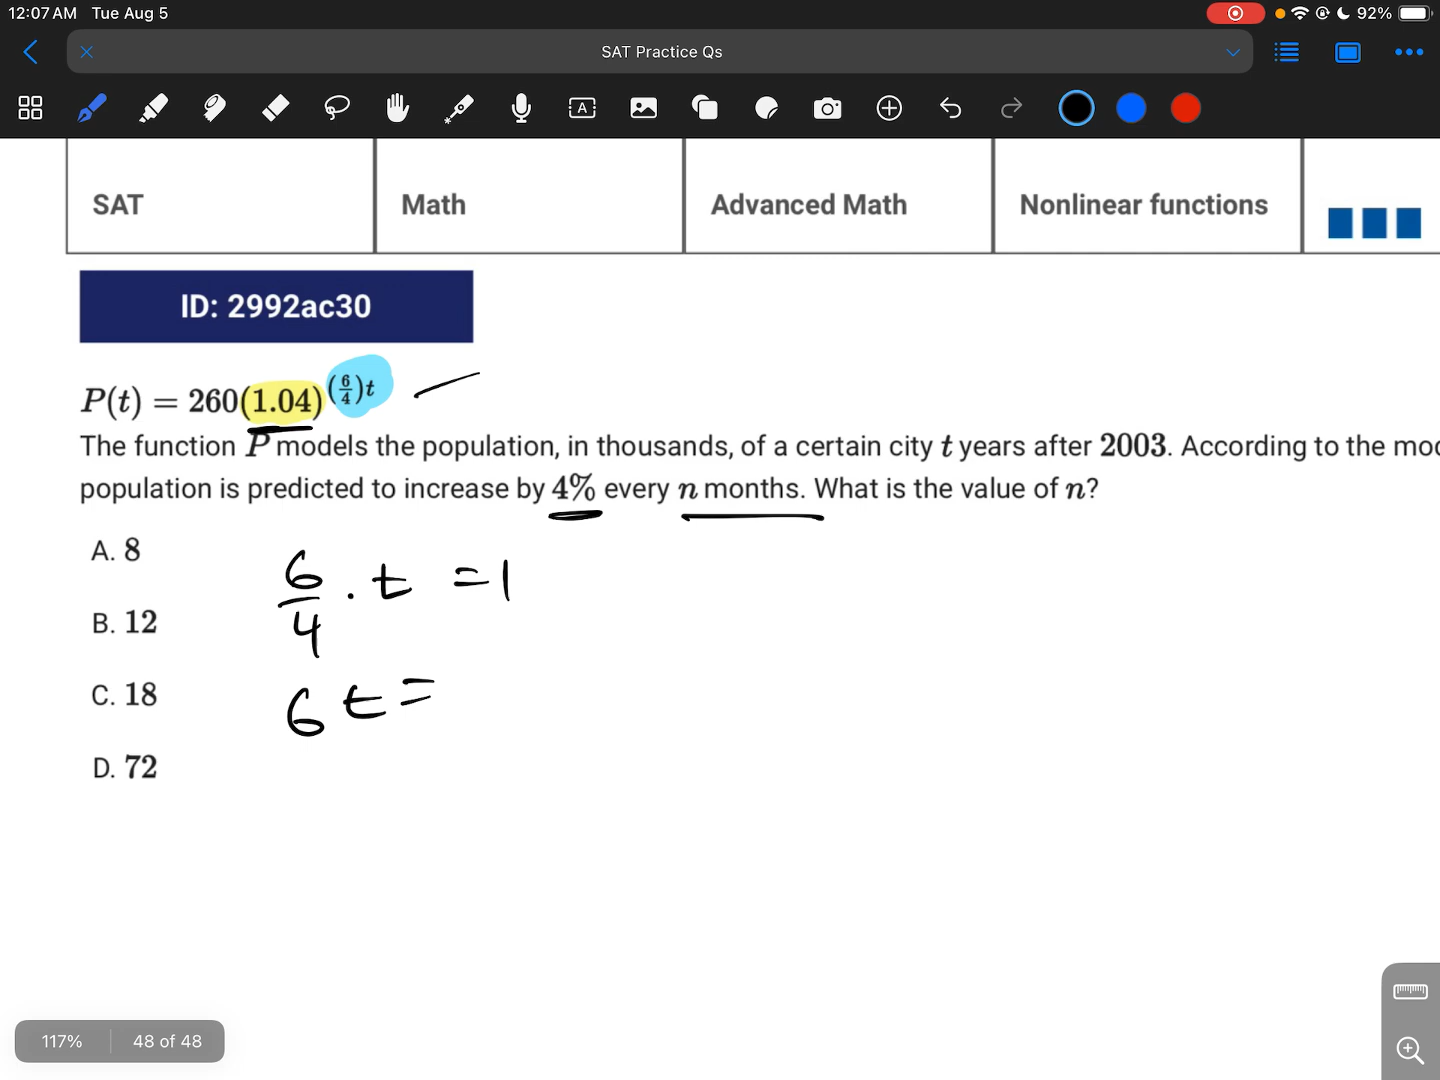 12:07 AM Tue Aug 5 92%
SAT Practice Qs
SAT Math Advanced Math Nonlinear functions
ID: 2992ac30
P(t) = 260(1.04)^(6/4)t
The function P models the population, in thousands, of a certain city t years after 2003. According to the mo
population is predicted to increase by 4% every n months. What is the value of n?
A. 8
B. 12
C. 18
D. 72
6/4 · t = 1
6 t =
117% 48 of 48